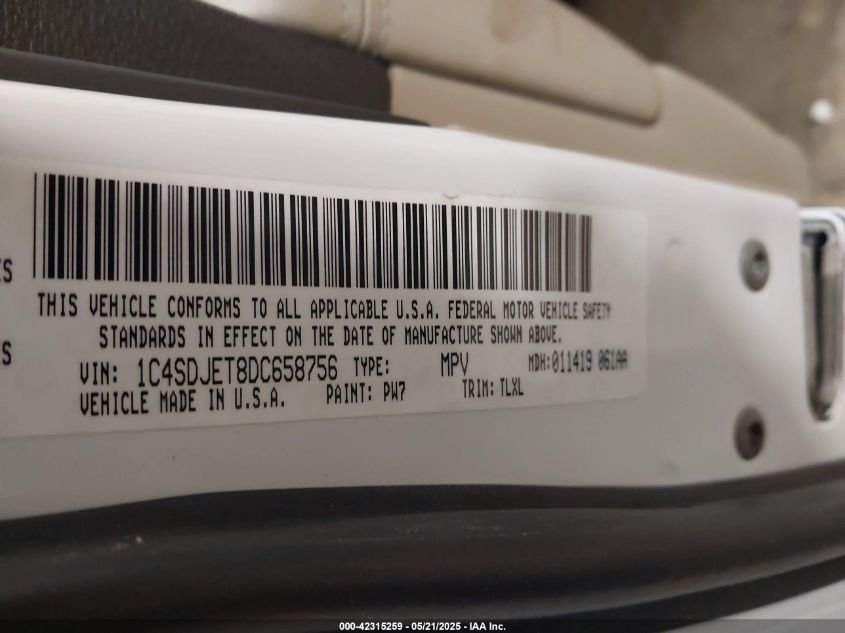 ES
S
THIS VEHICLE CONFORMS TO ALL APPLICABLE U.S.A. FEDERAL MOTOR VEHICLE SAFETY
STANDARDS IN EFFECT ON THE DATE OF MANUFACTURE SHOWN ABOVE.
VIN: 1C4SDJET8DC658756 TYPE: MPV MDH:011419 061AA
VEHICLE MADE IN U.S.A. PAINT: PW7 TRIM: TLXL
000-42315259 - 05/21/2025 - IAA Inc.